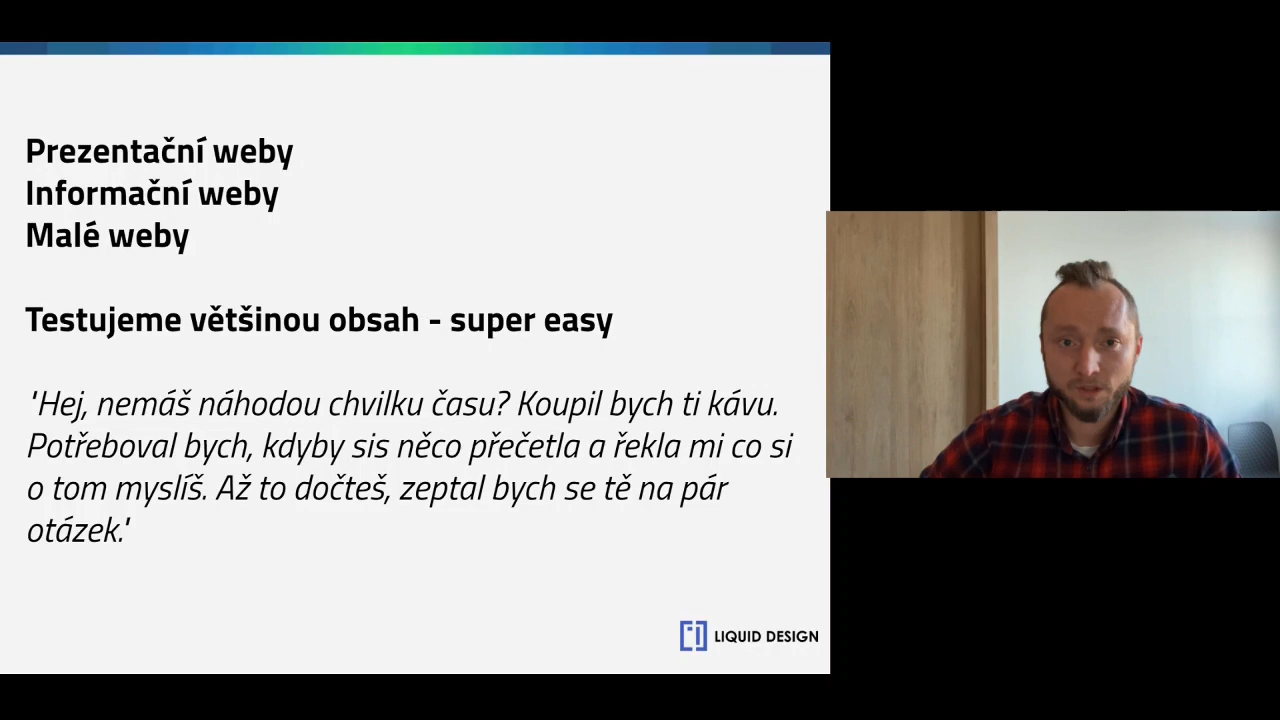 Prezentační weby
Informační weby
Malé weby
Testujeme většinou obsah - super easy
'Hej, nemáš náhodou chvilku času? Koupil bych ti kávu.
Potřeboval bych, kdyby sis něco přečetla a řekla mi co si
o tom myslíš. Až to dočteš, zeptal bych se tě na pár
otázek.'
LIQUID DESIGN